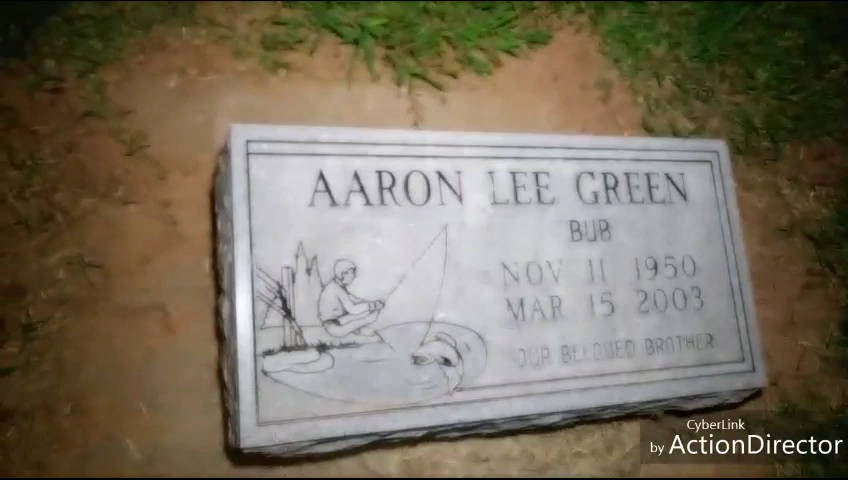 AARON LEE GREEN
BUB
NOV 11 1950
MAR 15 2003
OUR BELOVED BROTHER
CyberLink
by ActionDirector